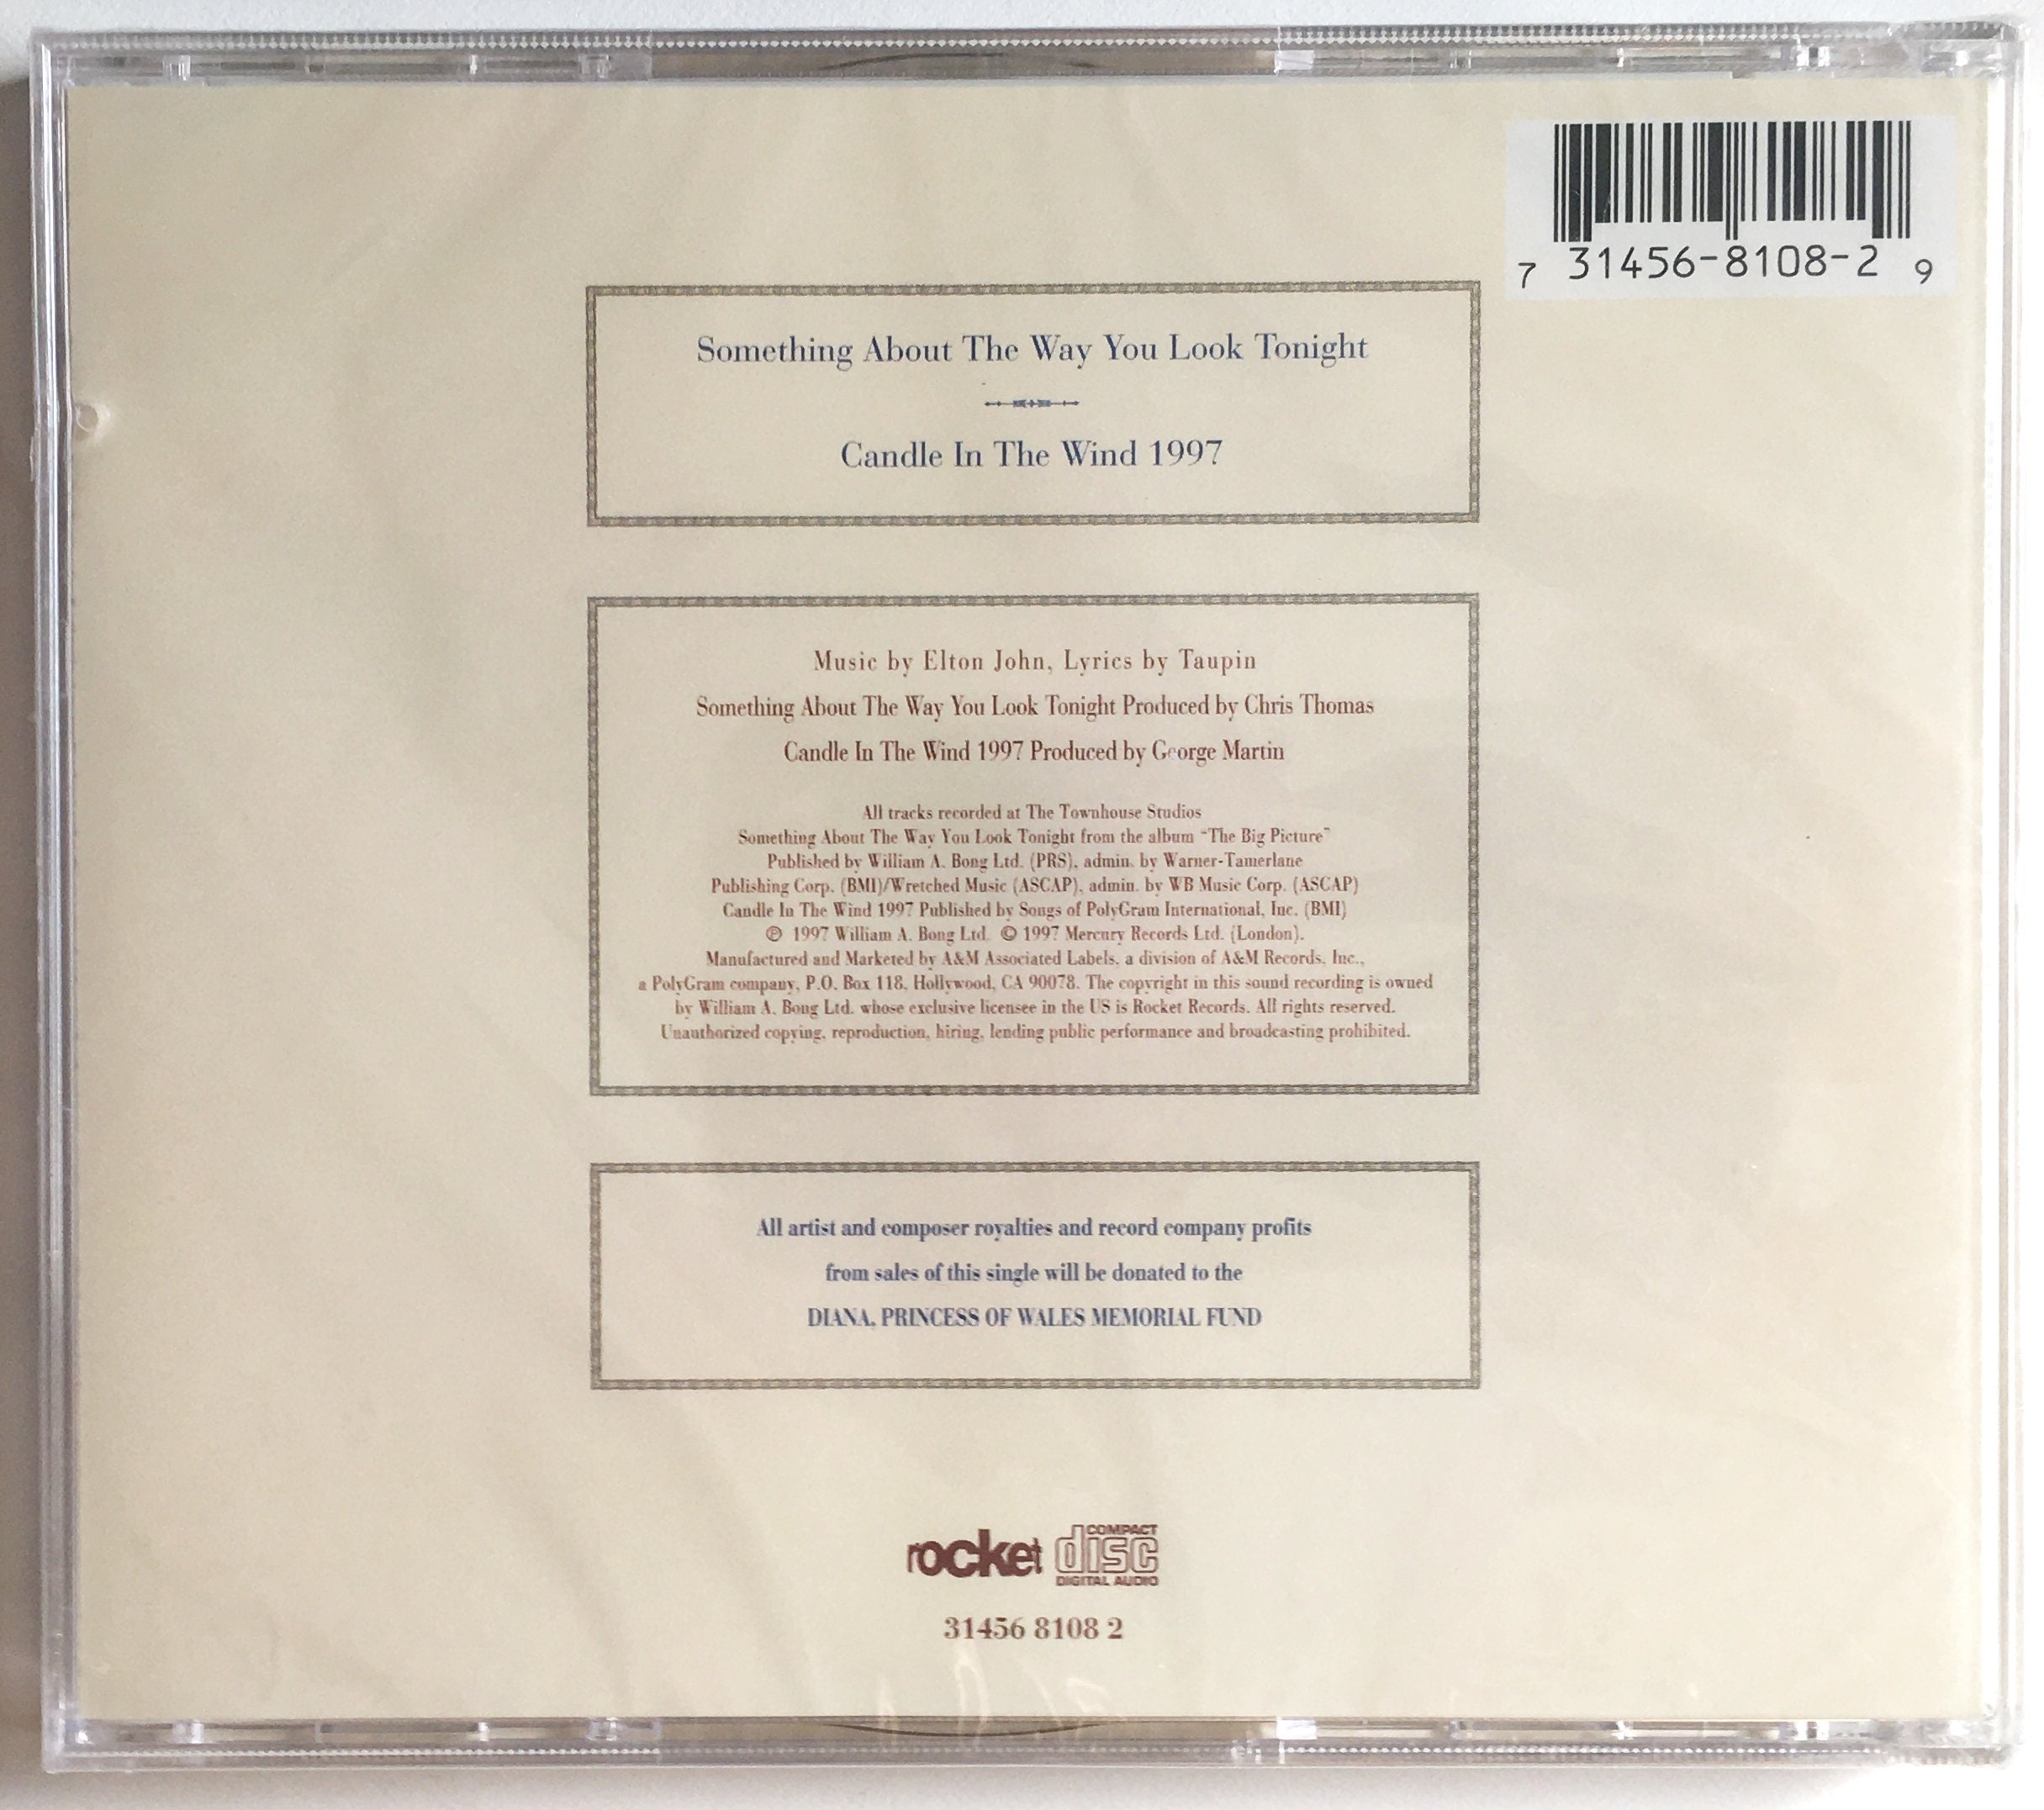 7 31456-8108-2 9
Something About The Way You Look Tonight
Candle In The Wind 1997
Music by Elton John, Lyrics by Taupin
Something About The Way You Look Tonight Produced by Chris Thomas
Candle In The Wind 1997 Produced by George Martin
All tracks recorded at The Townhouse Studios
Something About The Way You Look Tonight from the album "The Big Picture"
Published by William A. Bong Ltd. (PRS), admin. by Warner-Tamerlane
Publishing Corp. (BMI)/Wretched Music (ASCAP), admin. by WB Music Corp. (ASCAP)
Candle In The Wind 1997 Published by Songs of PolyGram International, Inc. (BMI)
℗ 1997 William A. Bong Ltd. © 1997 Mercury Records Ltd. (London).
Manufactured and Marketed by A&M Associated Labels, a division of A&M Records, Inc.,
a PolyGram company, P.O. Box 118, Hollywood, CA 90078. The copyright in this sound recording is owned
by William A. Bong Ltd. whose exclusive licensee in the US is Rocket Records. All rights reserved.
Unauthorized copying, reproduction, hiring, lending public performance and broadcasting prohibited.
All artist and composer royalties and record company profits
from sales of this single will be donated to the
DIANA, PRINCESS OF WALES MEMORIAL FUND
rocket COMPACT disc DIGITAL AUDIO
31456 8108 2